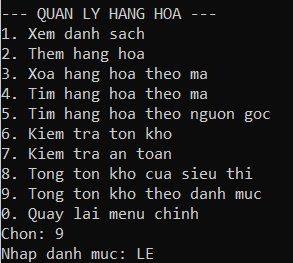 --- QUAN LY HANG HOA ---
1. Xem danh sach
2. Them hang hoa
3. Xoa hang hoa theo ma
4. Tim hang hoa theo ma
5. Tim hang hoa theo nguon goc
6. Kiem tra ton kho
7. Kiem tra an toan
8. Tong ton kho cua sieu thi
9. Tong ton kho theo danh muc
0. Quay lai menu chinh
Chon: 9
Nhap danh muc: LE